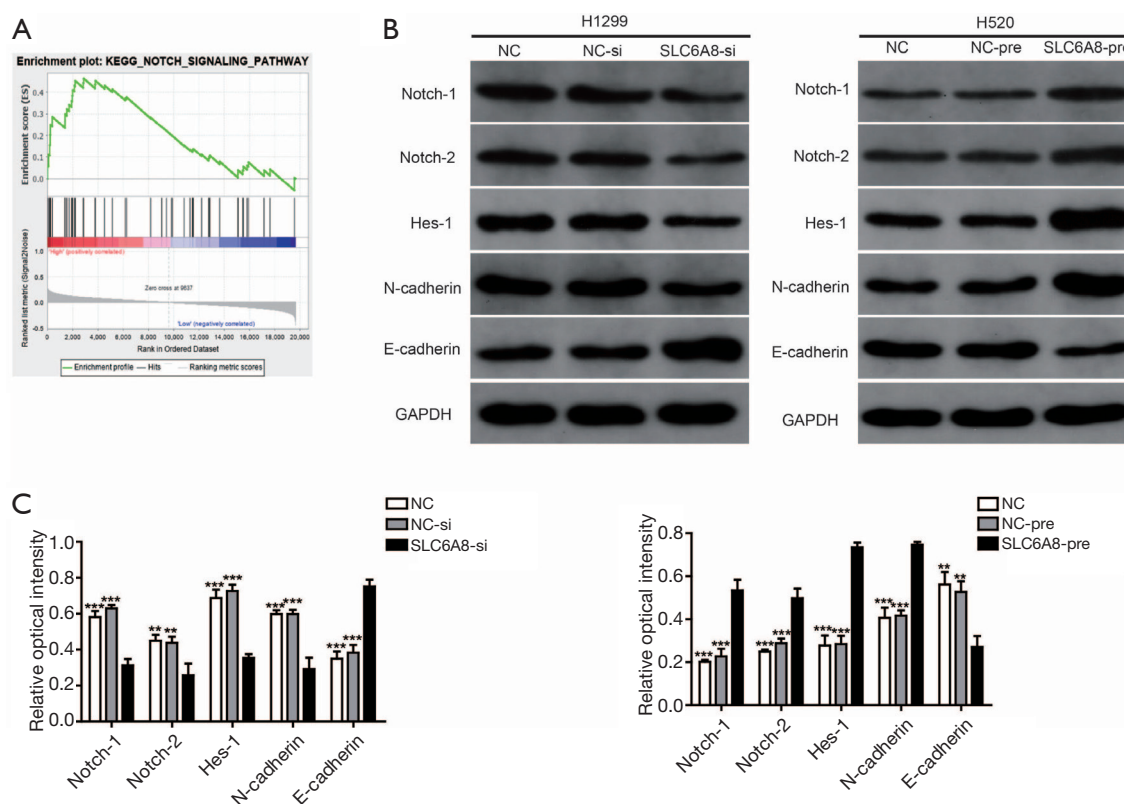 A
Enrichment plot: KEGG_NOTCH_SIGNALING_PATHWAY
Enrichment score (ES)
0.4
0.3
0.2
0.1
0.0
'High' (positively correlated)
Ranked list metric (Signal2Noise)
1.0
0.5
0.0
-0.5
Zero cross at 9837
'Low' (negatively correlated)
0 2,000 4,000 6,000 8,000 10,000 12,000 14,000 16,000 18,000 20,000
Rank in Ordered Dataset
Enrichment profile Hits Ranking metric scores
B
H1299
NC NC-si SLC6A8-si
Notch-1
Notch-2
Hes-1
N-cadherin
E-cadherin
GAPDH
H520
NC NC-pre SLC6A8-pre
Notch-1
Notch-2
Hes-1
N-cadherin
E-cadherin
GAPDH
C
NC
NC-si
SLC6A8-si
Relative optical intensity
1.0
0.8
0.6
0.4
0.2
0.0
*** *** ** ** *** *** *** *** *** ***
Notch-1 Notch-2 Hes-1 N-cadherin E-cadherin
NC
NC-pre
SLC6A8-pre
Relative optical intensity
0.8
0.6
0.4
0.2
0.0
*** *** *** *** *** *** *** *** ** **
Notch-1 Notch-2 Hes-1 N-cadherin E-cadherin